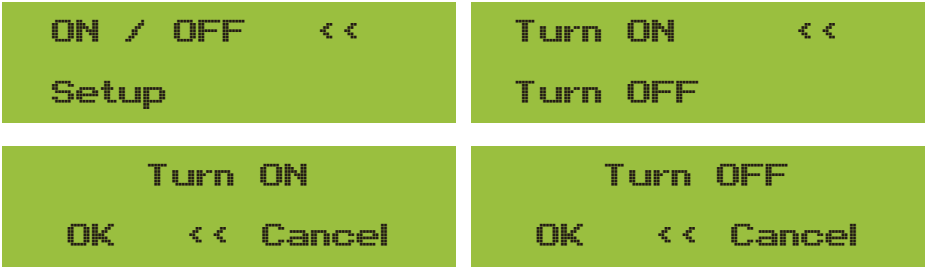 ON / OFF <<
Setup
Turn ON <<
Turn OFF
Turn ON
OK << Cancel
Turn OFF
OK << Cancel